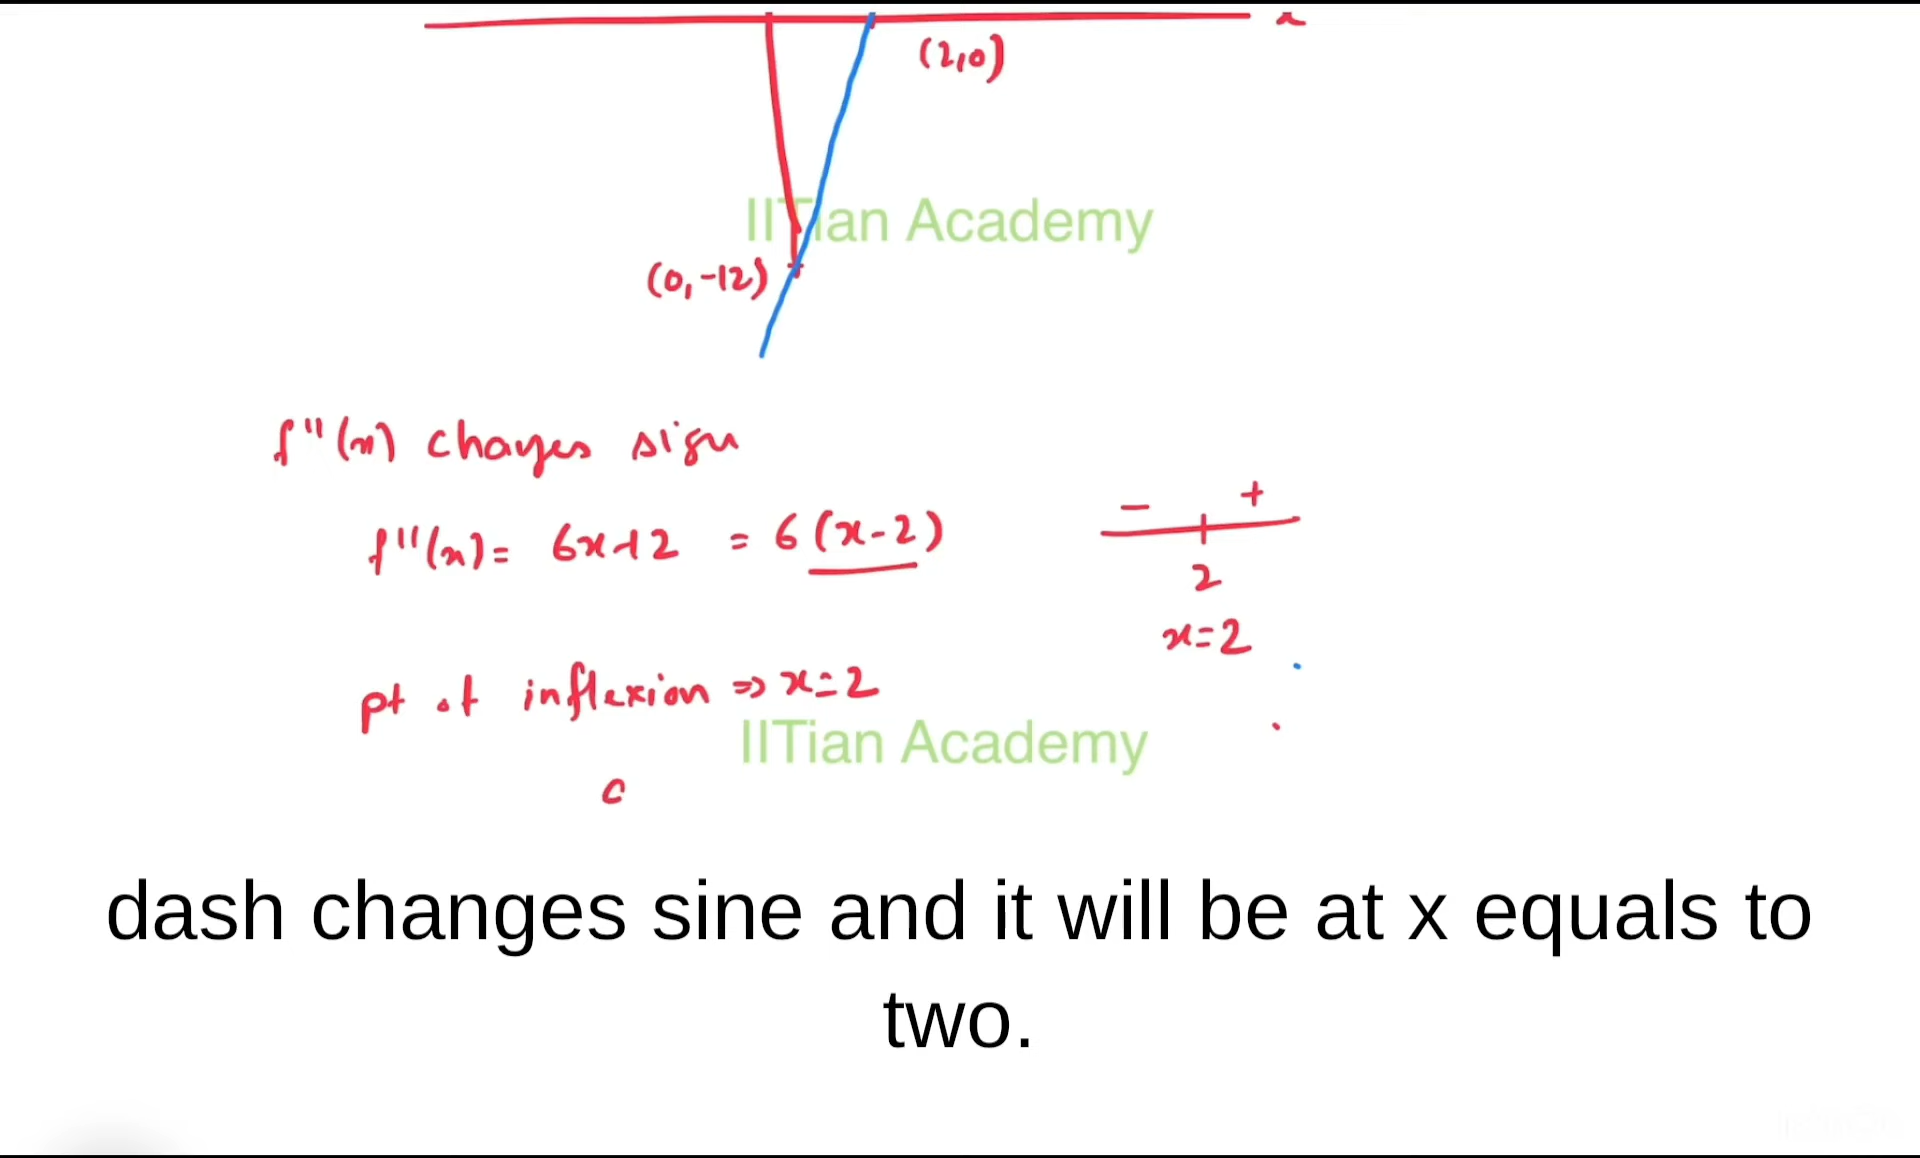 x
(2,0)
IITian Academy
(0,-12)
f"(x) changes sign
- +
f"(x) = 6x-12 = 6(x-2)
2
x=2
pt of inflexion => x=2
IITian Academy
c
dash changes sine and it will be at x equals to
two.